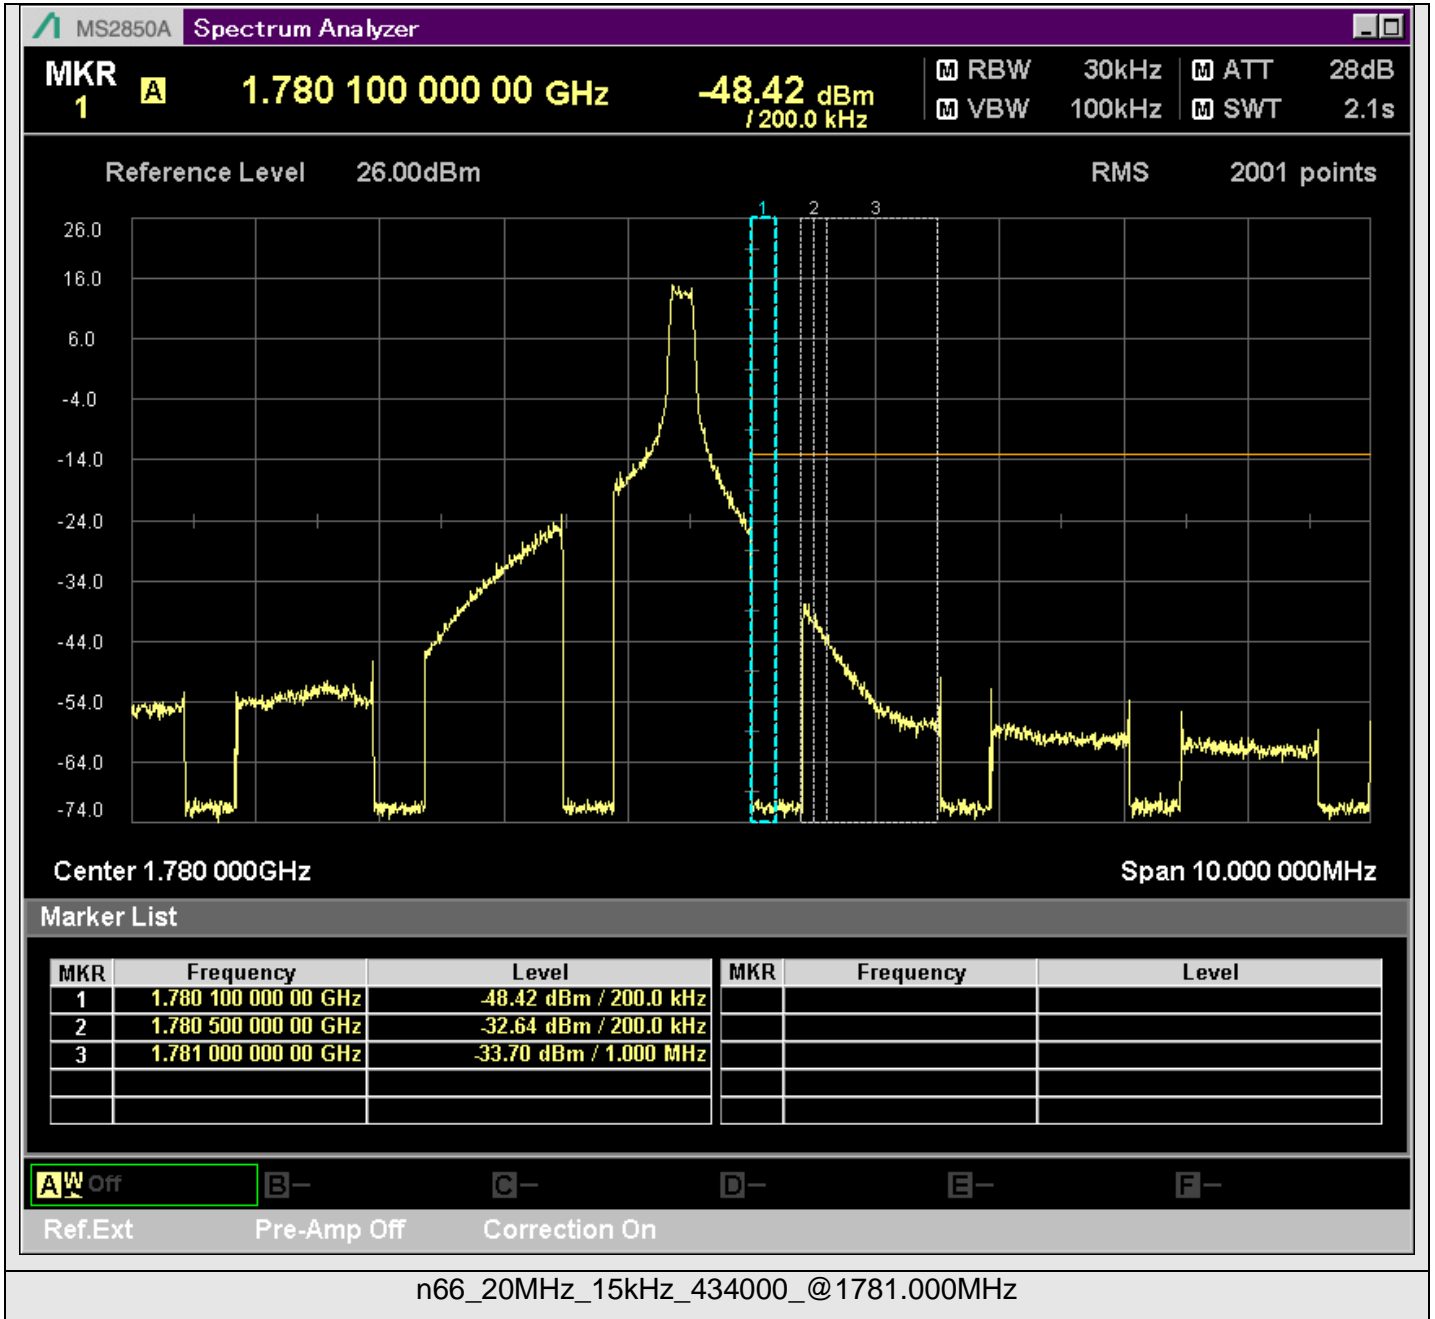 MS2850A Spectrum Analyzer
MKR 1 A 1.780 100 000 00 GHz -48.42 dBm / 200.0 kHz
M RBW 30kHz M ATT 28dB
M VBW 100kHz M SWT 2.1s
Reference Level 26.00dBm RMS 2001 points
1 2 3
26.0
16.0
6.0
-4.0
-14.0
-24.0
-34.0
-44.0
-54.0
-64.0
-74.0
Center 1.780 000GHz Span 10.000 000MHz
Marker List
MKR Frequency Level MKR Frequency Level
1 1.780 100 000 00 GHz -48.42 dBm / 200.0 kHz
2 1.780 500 000 00 GHz -32.64 dBm / 200.0 kHz
3 1.781 000 000 00 GHz -33.70 dBm / 1.000 MHz
A W Off B – C – D – E – F –
Ref.Ext Pre-Amp Off Correction On
n66_20MHz_15kHz_434000_@1781.000MHz